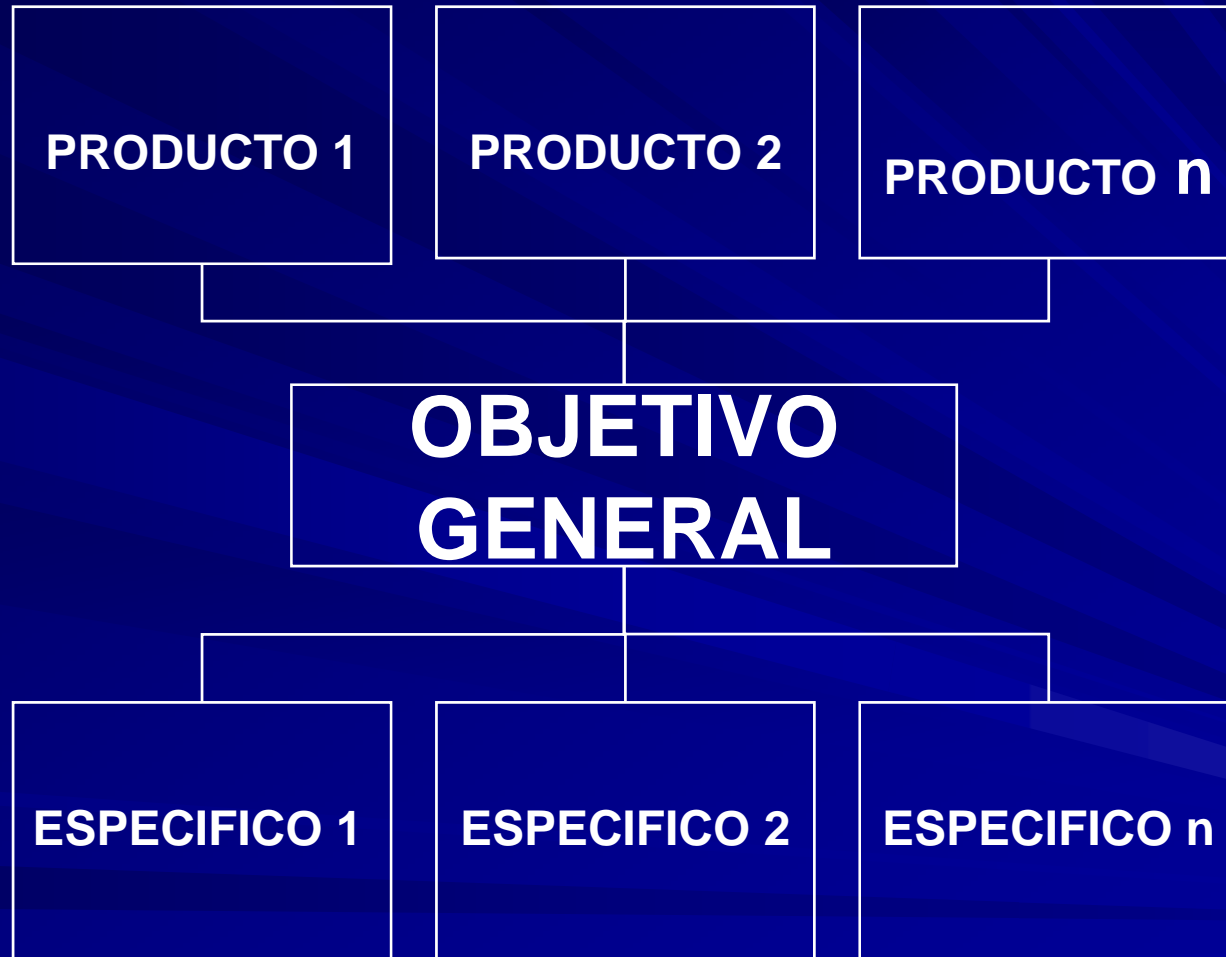 PRODUCTO 1
PRODUCTO 2
PRODUCTO n
OBJETIVO
GENERAL
ESPECIFICO 1
ESPECIFICO 2
ESPECIFICO n